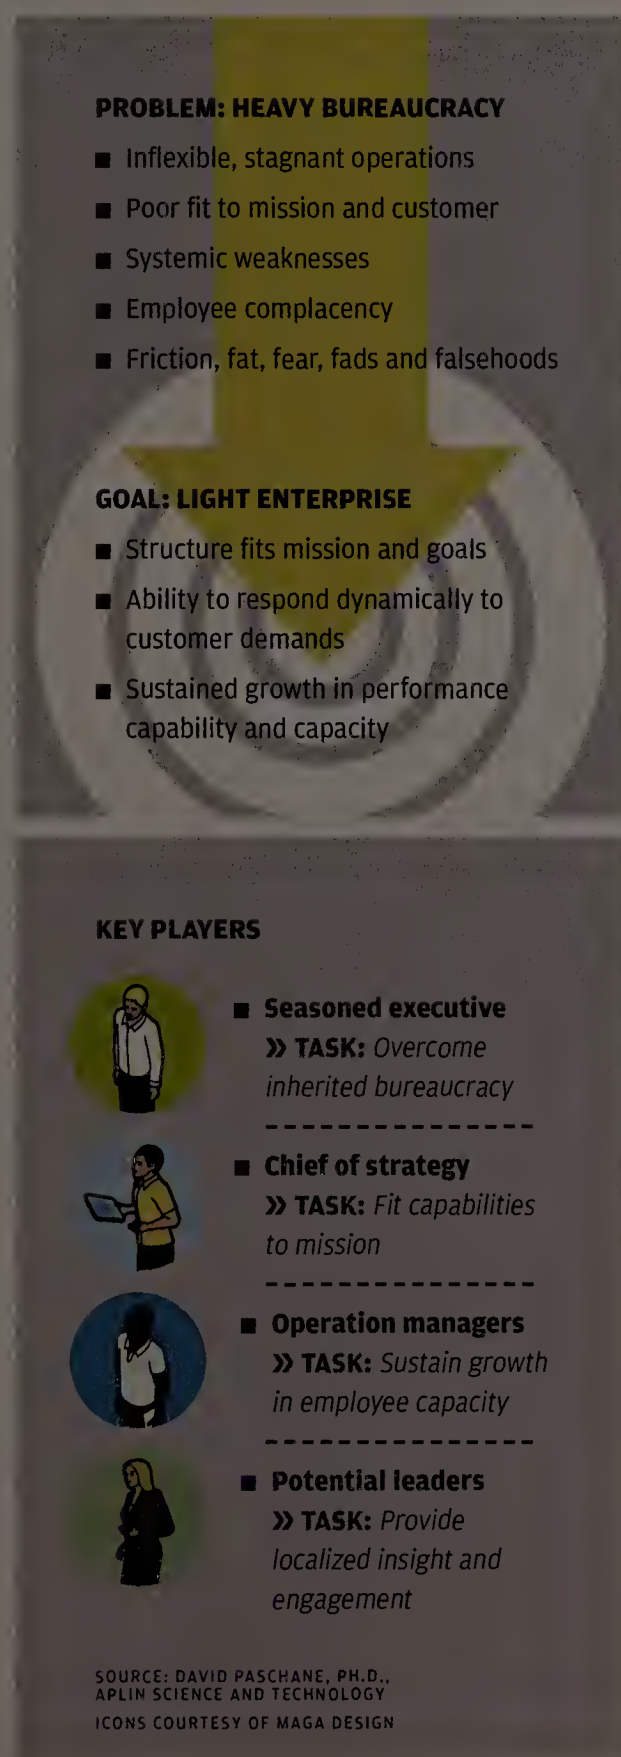 PROBLEM: HEAVY BUREAUCRACY
■ Inflexible, stagnant operations
■ Poor fit to mission and customer
■ Systemic weaknesses
■ Employee complacency
■ Friction, fat, fear, fads and falsehoods
GOAL: LIGHT ENTERPRISE
■ Structure fits mission and goals
■ Ability to respond dynamically to
customer demands
■ Sustained growth in performance
capability and capacity
KEY PLAYERS
■ Seasoned executive
» TASK: Overcome
inherited bureaucracy
■ Chief of strategy
» TASK: Fit capabilities
to mission
■ Operation managers
» TASK: Sustain growth
in employee capacity
■ Potential leaders
» TASK: Provide
localized insight and
engagement
SOURCE: DAVID PASCHANE, PH.D.,
APLIN SCIENCE AND TECHNOLOGY
ICONS COURTESY OF MAGA DESIGN